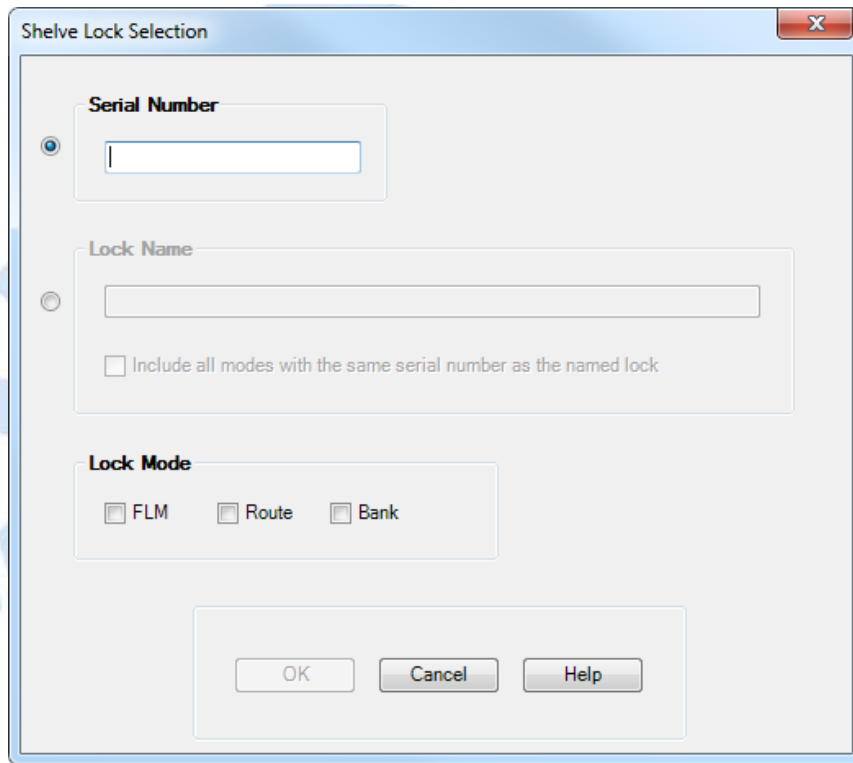 Shelve Lock Selection
Serial Number
Lock Name
Include all modes with the same serial number as the named lock
Lock Mode
FLM Route Bank
OK Cancel Help